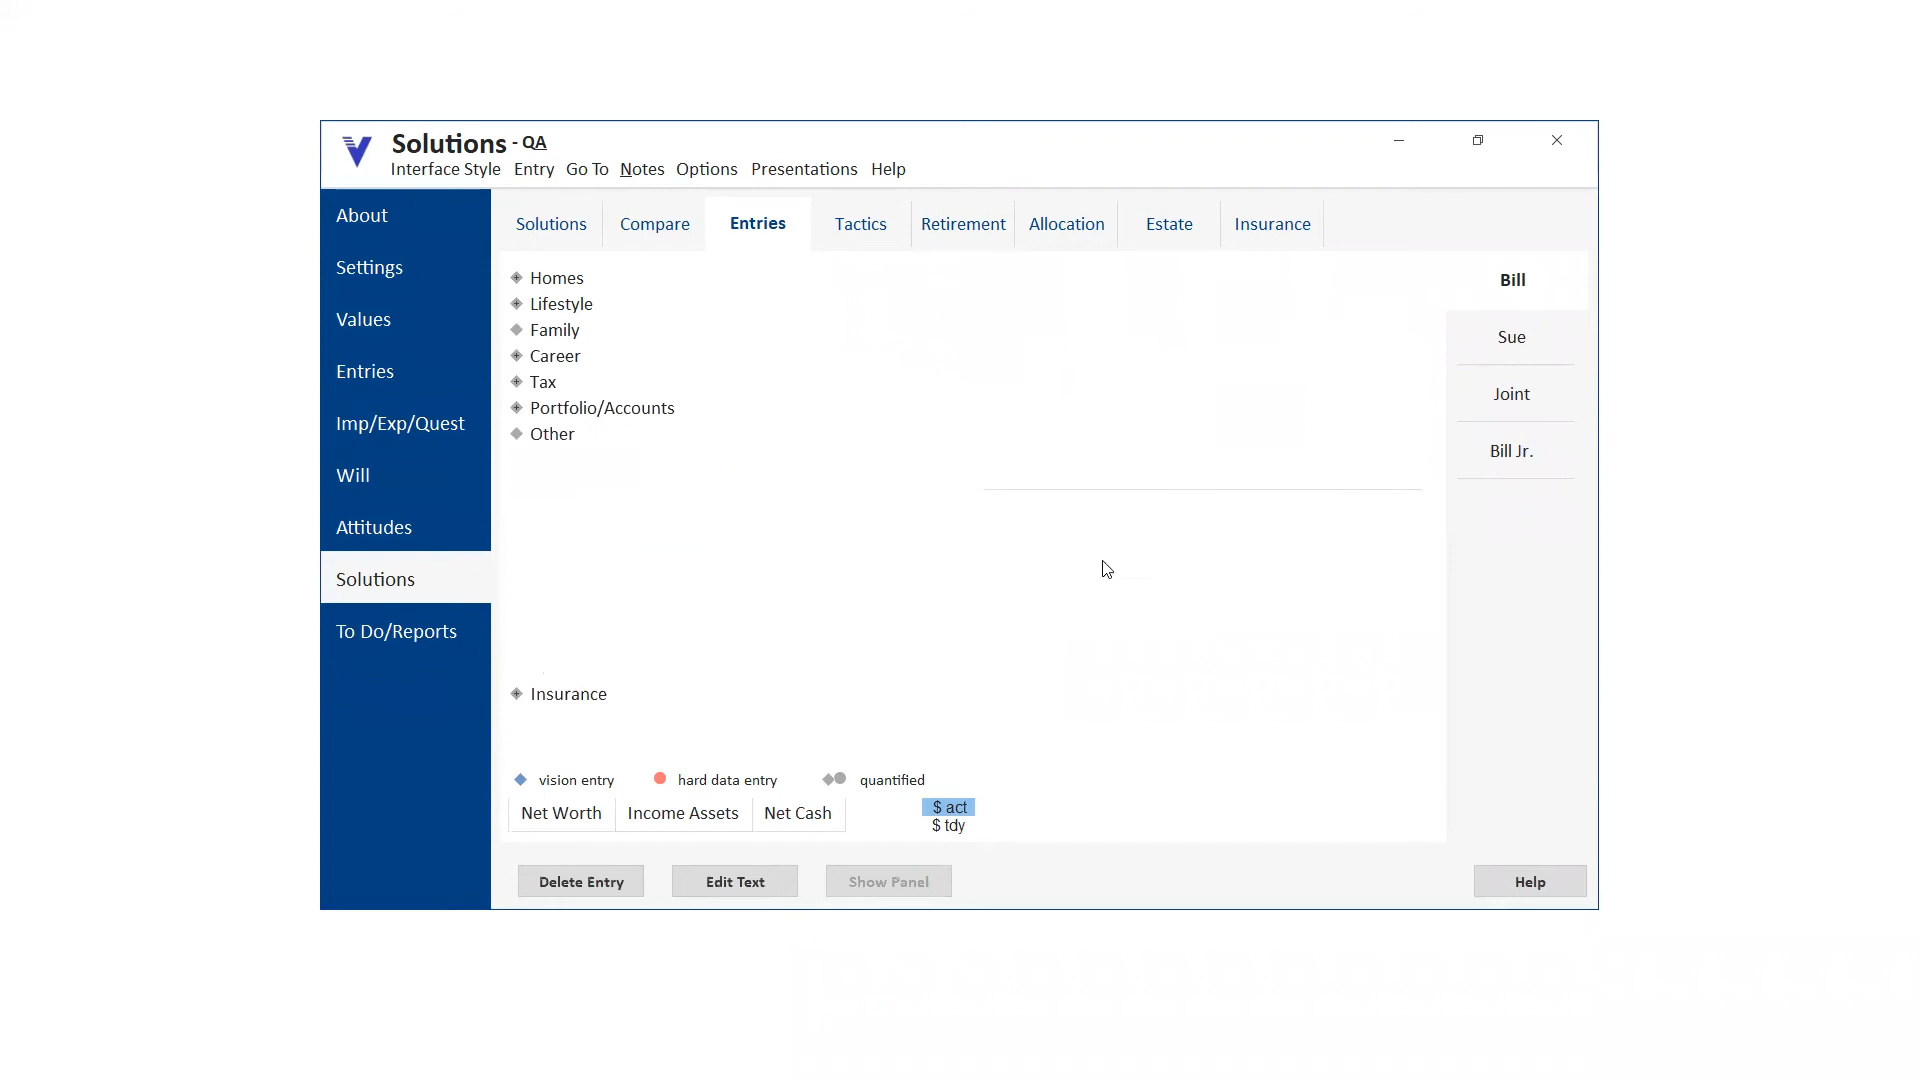 Solutions - QA
Interface Style Entry Go To Notes Options Presentations Help
About
Settings
Values
Entries
Imp/Exp/Quest
Will
Attitudes
Solutions
To Do/Reports
Solutions Compare Entries Tactics Retirement Allocation Estate Insurance
Homes
Lifestyle
Family
Career
Tax
Portfolio/Accounts
Other
Insurance
Bill
Sue
Joint
Bill Jr.
vision entry hard data entry quantified
Net Worth Income Assets Net Cash
$ act
$ tdy
Delete Entry Edit Text Show Panel Help